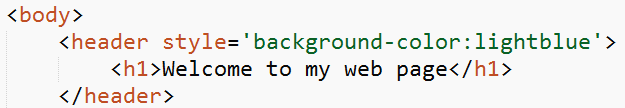 <body>
    <header style='background-color:lightblue'>
        <h1>Welcome to my web page</h1>
    </header>